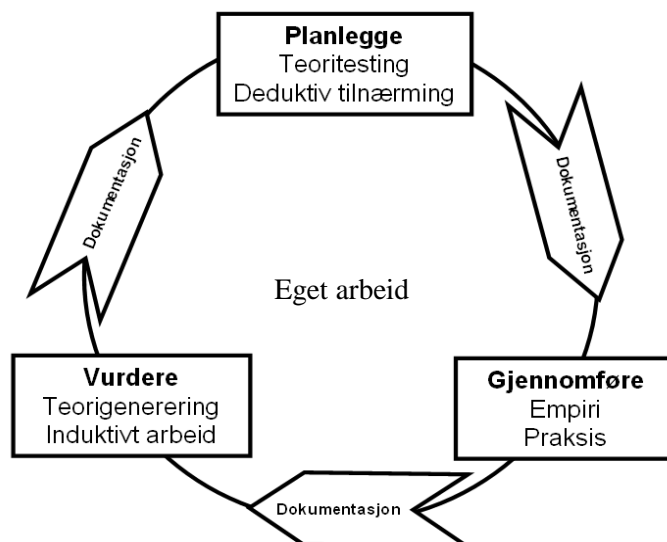 Planlegge
Teoritesting
Deduktiv tilnærming
Dokumentasjon
Dokumentasjon
Eget arbeid
Vurdere
Teorigenerering
Induktivt arbeid
Gjennomføre
Empiri
Praksis
Dokumentasjon